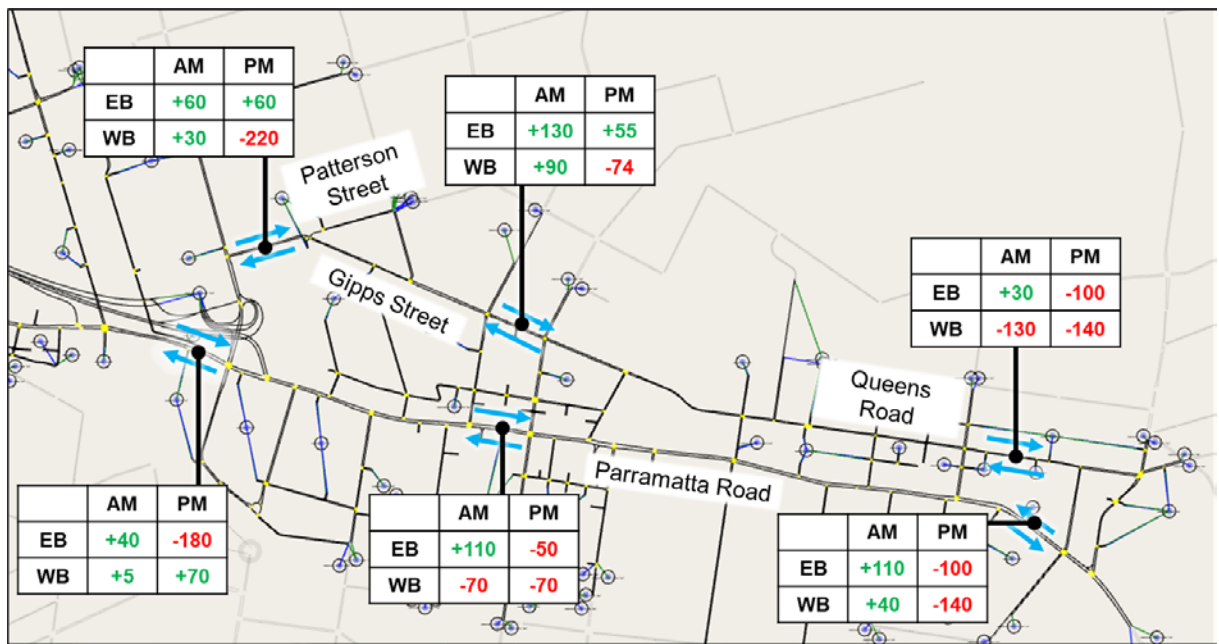 AM PM
EB +60 +60
WB +30 -220
AM PM
EB +130 +55
WB +90 -74
Patterson
Street
Gipps Street
AM PM
EB +30 -100
WB -130 -140
Queens
Road
Parramatta Road
AM PM
EB +40 -180
WB +5 +70
AM PM
EB +110 -50
WB -70 -70
AM PM
EB +110 -100
WB +40 -140